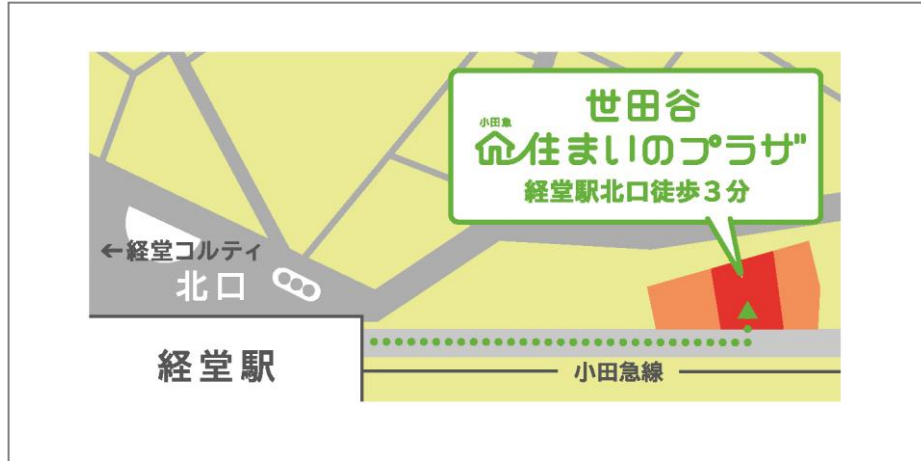 世田谷
小田急
住まいのプラザ
経堂駅北口徒歩3分
←経堂コルティ
北口
経堂駅
小田急線